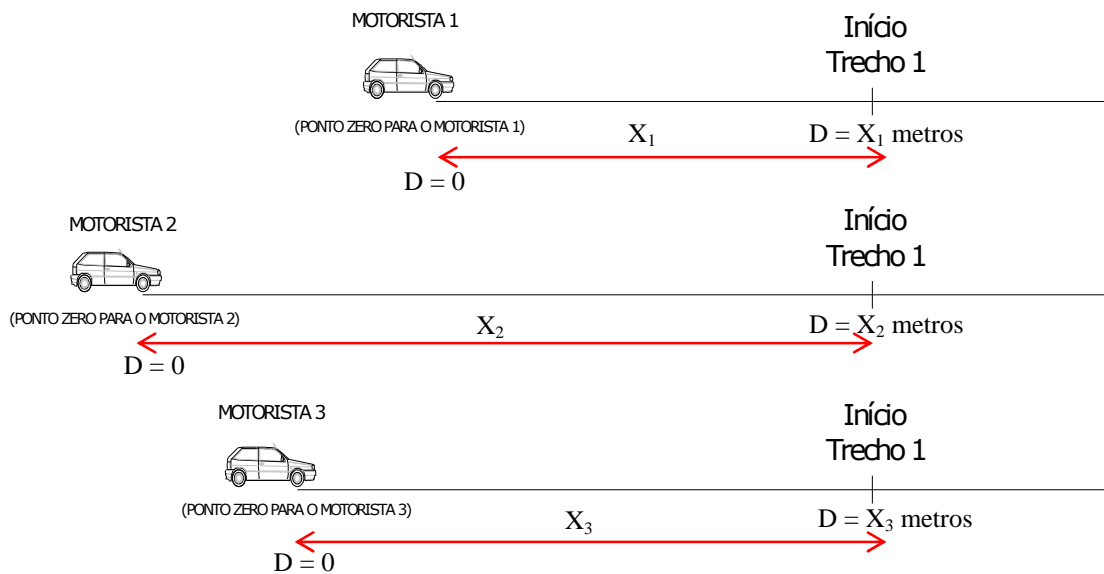 MOTORISTA 1
Início
Trecho 1
(PONTO ZERO PARA O MOTORISTA 1)
X1
D = X1 metros
D = 0
MOTORISTA 2
Início
Trecho 1
(PONTO ZERO PARA O MOTORISTA 2)
X2
D = X2 metros
D = 0
MOTORISTA 3
Início
Trecho 1
(PONTO ZERO PARA O MOTORISTA 3)
X3
D = X3 metros
D = 0